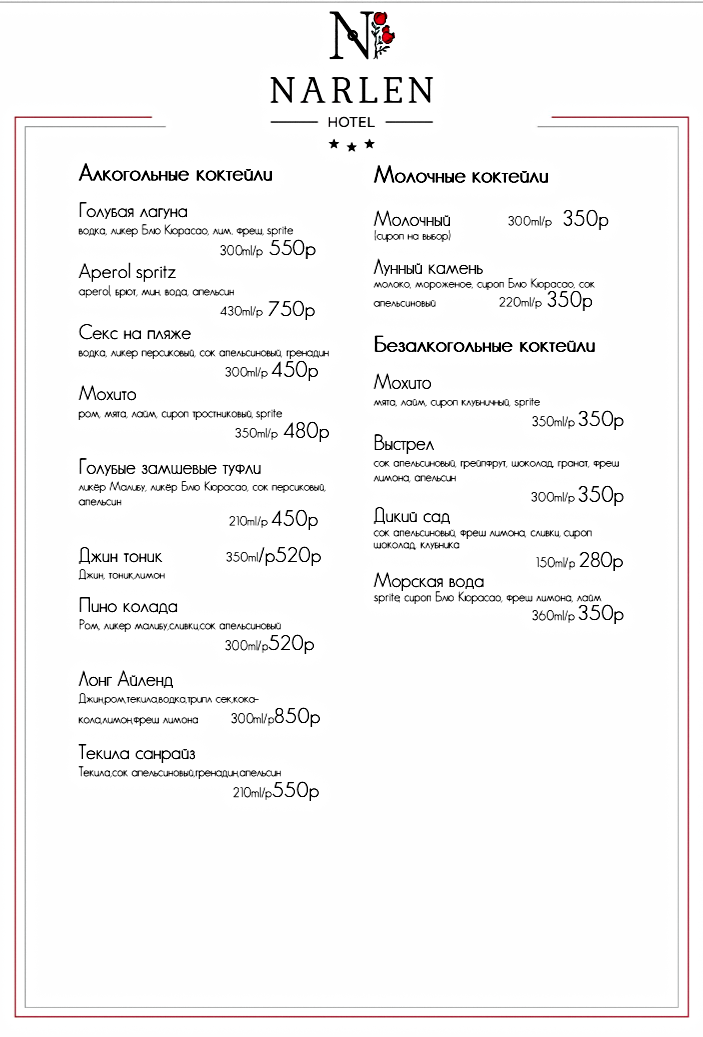 N
NARLEN
HOTEL
Алкогольные коктейли
Голубая лагуна
водка, ликер Блю Кюрасао, лим. фреш, sprite
300ml/р 550р
Aperol spritz
aperol, брют, мин. вода, апельсин
430ml/р 750р
Секс на пляже
водка, ликер персиковый, сок апельсиновый, гренадин
300ml/р 450р
Мохито
ром, мята, лайм, сироп тростниковый, sprite
350ml/р 480р
Голубые замшевые туфли
ликёр Малибу, ликёр Блю Кюрасао, сок персиковый,
апельсин
210ml/р 450р
Джин тоник 350ml/р520р
Джин, тоник,лимон
Пино колада
Ром, ликер малибу,сливки,сок апельсиновый
300ml/р520р
Лонг Айленд
Джин,ром,текила,водка,трипл сек,кока-
кола,лимон,фреш лимона 300ml/р850р
Текила санрайз
Текила,сок апельсиновый,гренадин,апельсин
210ml/р550р
Молочные коктейли
Молочный 300ml/р 350р
(сироп на выбор)
Лунный камень
молоко, мороженое, сироп Блю Кюрасао, сок
апельсиновый 220ml/р 350р
Безалкогольные коктейли
Мохито
мята, лайм, сироп клубничный, sprite
350ml/р 350р
Выстрел
сок апельсиновый, грейпфрут, шоколад, гранат, фреш
лимона, апельсин
300ml/р 350р
Дикий сад
сок апельсиновый, фреш лимона, сливки, сироп
шоколад, клубника
150ml/р 280р
Морская вода
sprite, сироп Блю Кюрасао, фреш лимона, лайм
360ml/р 350р